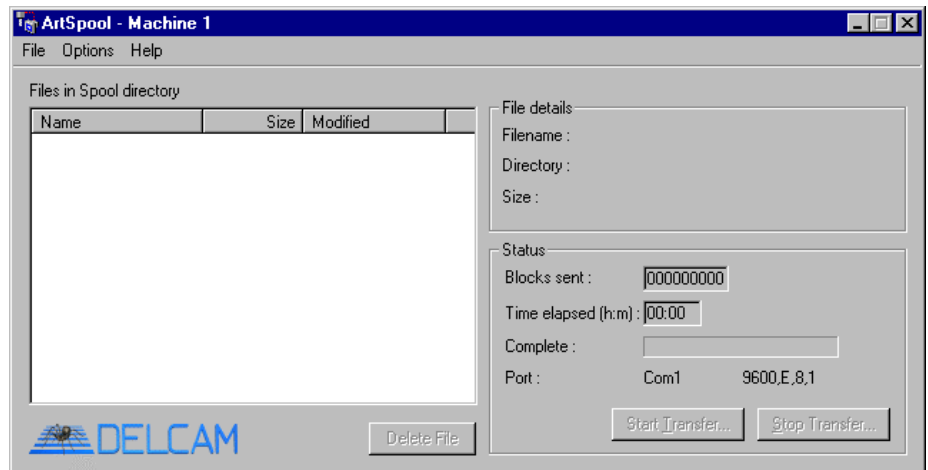 ArtSpool - Machine 1
File Options Help
Files in Spool directory
Name Size Modified
File details
Filename :
Directory :
Size :
Status
Blocks sent : 000000000
Time elapsed (h:m) : 00:00
Complete :
Port : Com1 9600,E,8,1
Start Transfer... Stop Transfer...
DELCAM
Delete File